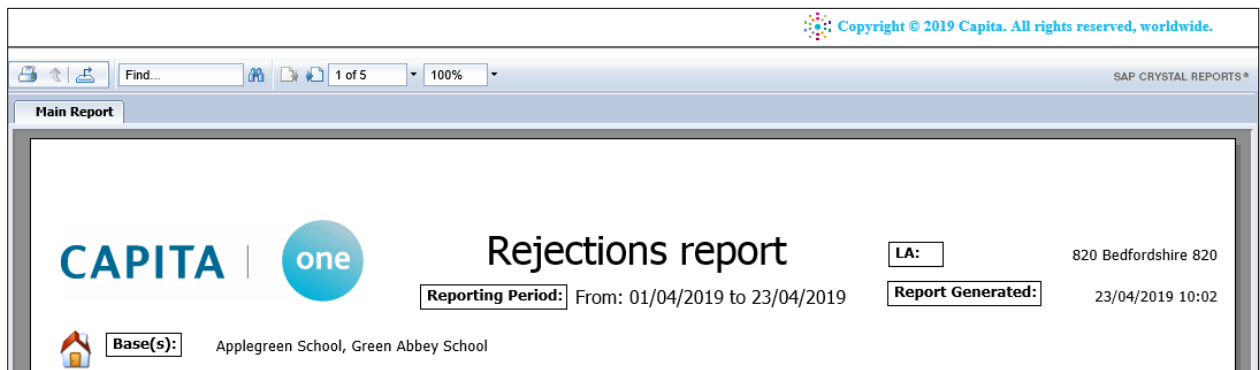 Copyright © 2019 Capita. All rights reserved, worldwide.
Find... 1 of 5 100% SAP CRYSTAL REPORTS®
Main Report
CAPITA | one
Rejections report
LA: 820 Bedfordshire 820
Reporting Period: From: 01/04/2019 to 23/04/2019
Report Generated: 23/04/2019 10:02
Base(s): Applegreen School, Green Abbey School